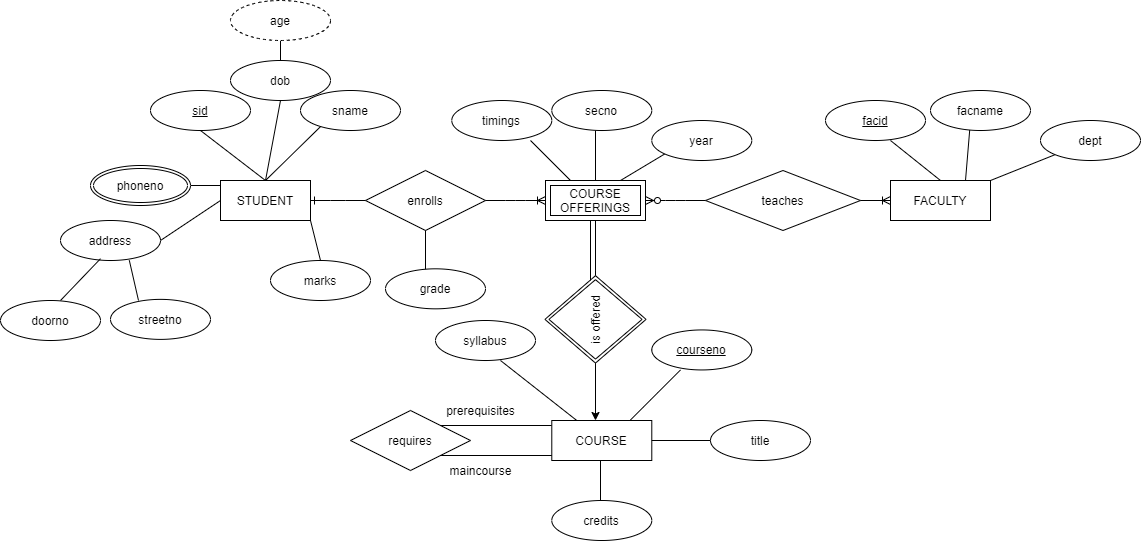 age
dob
sid
sname
timings
secno
year
facid
facname
dept
phoneno
STUDENT
enrolls
COURSE
OFFERINGS
teaches
FACULTY
address
marks
grade
doorno
streetno
is offered
syllabus
courseno
prerequisites
requires
COURSE
title
maincourse
credits